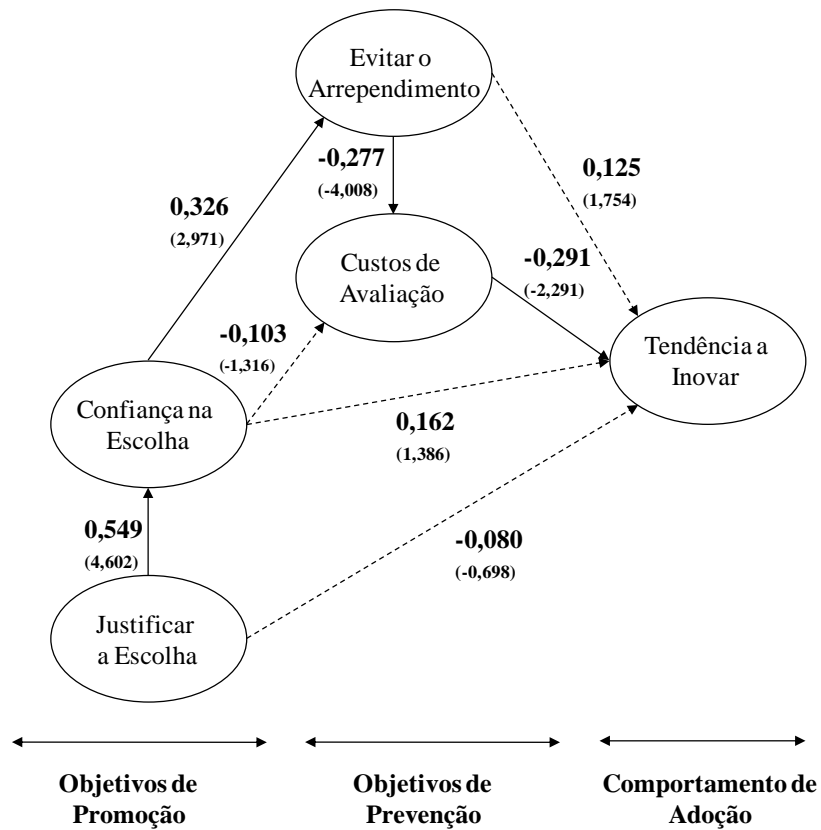 Evitar o
Arrependimento
-0,277
(-4,008)
0,125
(1,754)
0,326
(2,971)
Custos de
Avaliação
-0,291
(-2,291)
-0,103
(-1,316)
Tendência a
Inovar
Confiança na
Escolha
0,162
(1,386)
0,549
(4,602)
-0,080
(-0,698)
Justificar
a Escolha
Objetivos de
Promoção
Objetivos de
Prevenção
Comportamento de
Adoção